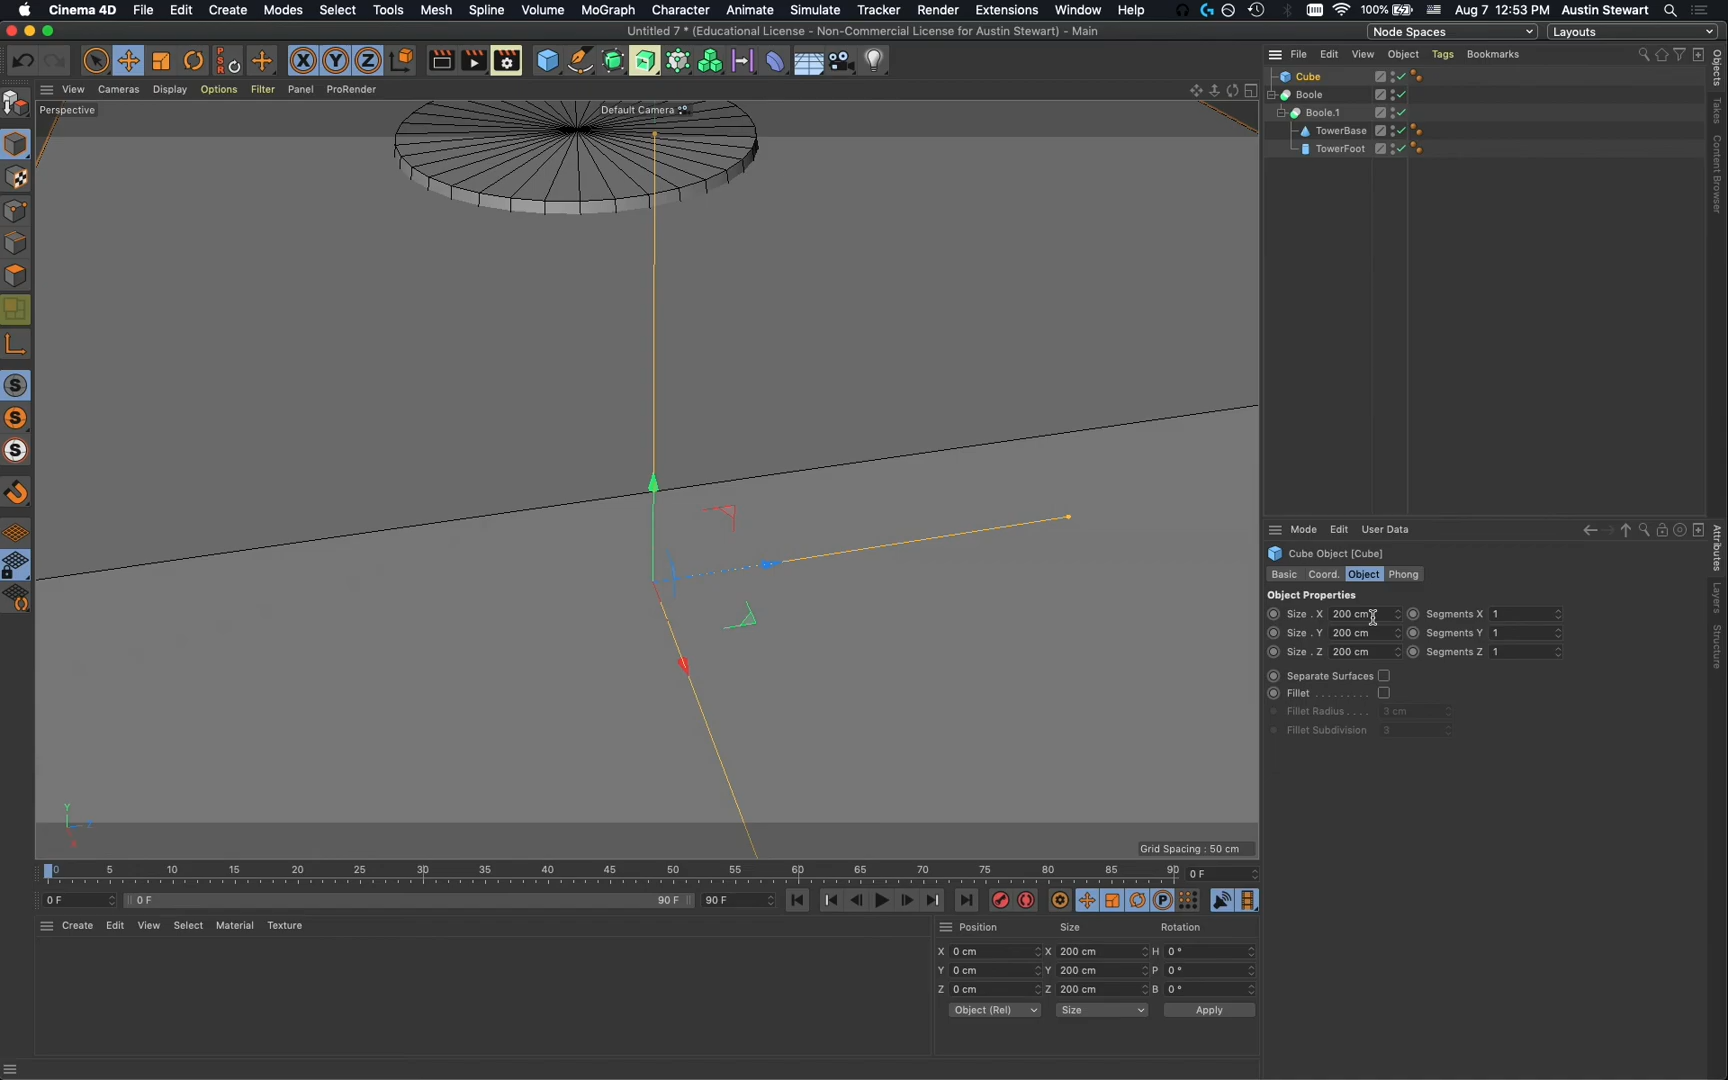 Cinema 4D File Edit Create Modes Select Tools Mesh Spline Volume MoGraph Character Animate Simulate Tracker Render Extensions Window Help 100% Aug 7 12:53 PM Austin Stewart
Untitled 7 * (Educational License - Non-Commercial License for Austin Stewart) - Main
Node Spaces Layouts
PSR X Y Z
File Edit View Object Tags Bookmarks
View Cameras Display Options Filter Panel ProRender
Perspective
Default Camera
Cube
Boole
Boole.1
TowerBase
TowerFoot
Objects
Takes
Content Browser
S
S
S
Mode Edit User Data
Attributes
Layers
Structure
Cube Object [Cube]
Basic Coord. Object Phong
Object Properties
Size . X 200 cm Segments X 1
Size . Y 200 cm Segments Y 1
Size . Z 200 cm Segments Z 1
Separate Surfaces
Fillet . . . . . . . . .
Fillet Radius . . . . 3 cm
Fillet Subdivision 3
Y
Z
X
Grid Spacing : 50 cm
0 5 10 15 20 25 30 35 40 45 50 55 60 65 70 75 80 85 90 0 F
0 F 0 F 90 F 90 F P
Create Edit View Select Material Texture
Position Size Rotation
X 0 cm X 200 cm H 0 °
Y 0 cm Y 200 cm P 0 °
Z 0 cm Z 200 cm B 0 °
Object (Rel) Size Apply